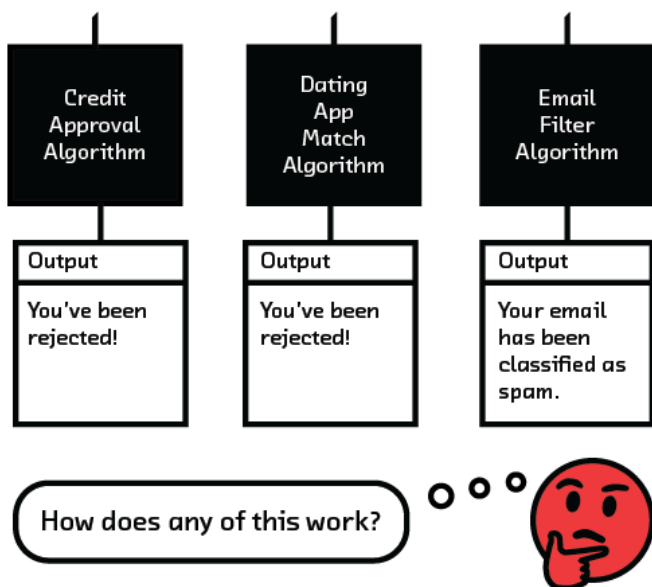 Credit
Approval
Algorithm
Dating
App
Match
Algorithm
Email
Filter
Algorithm
Output
You've been
rejected!
Output
You've been
rejected!
Output
Your email
has been
classified as
spam.
How does any of this work?